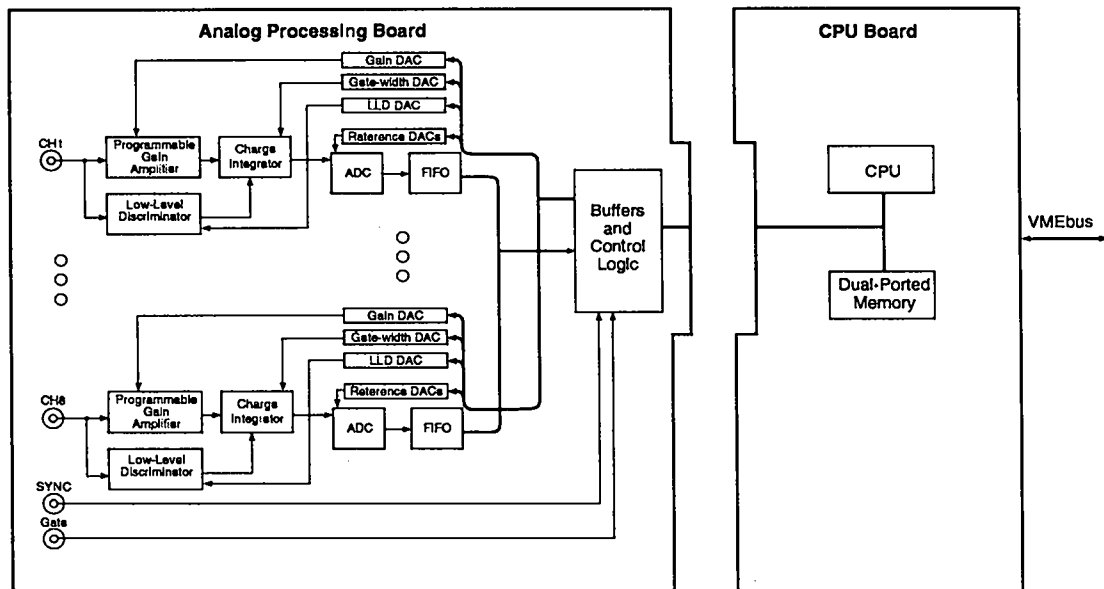 Analog Processing Board
CPU Board
Gain DAC
Gate-width DAC
LLD DAC
CH1
Programmable
Gain
Amplifier
Charge
Integrator
Reterence DACs
ADC
FIFO
Low-Level
Discriminator
Buffers
and
Control
Logic
CPU
VMEbus
Dual-Ported
Memory
Gain DAC
Gate-width DAC
LLD DAC
CH8
Programmable
Gain
Amplifier
Charge
Integrator
Reterence DACs
ADC
FIFO
Low-Level
Discriminator
SYNC
Gate